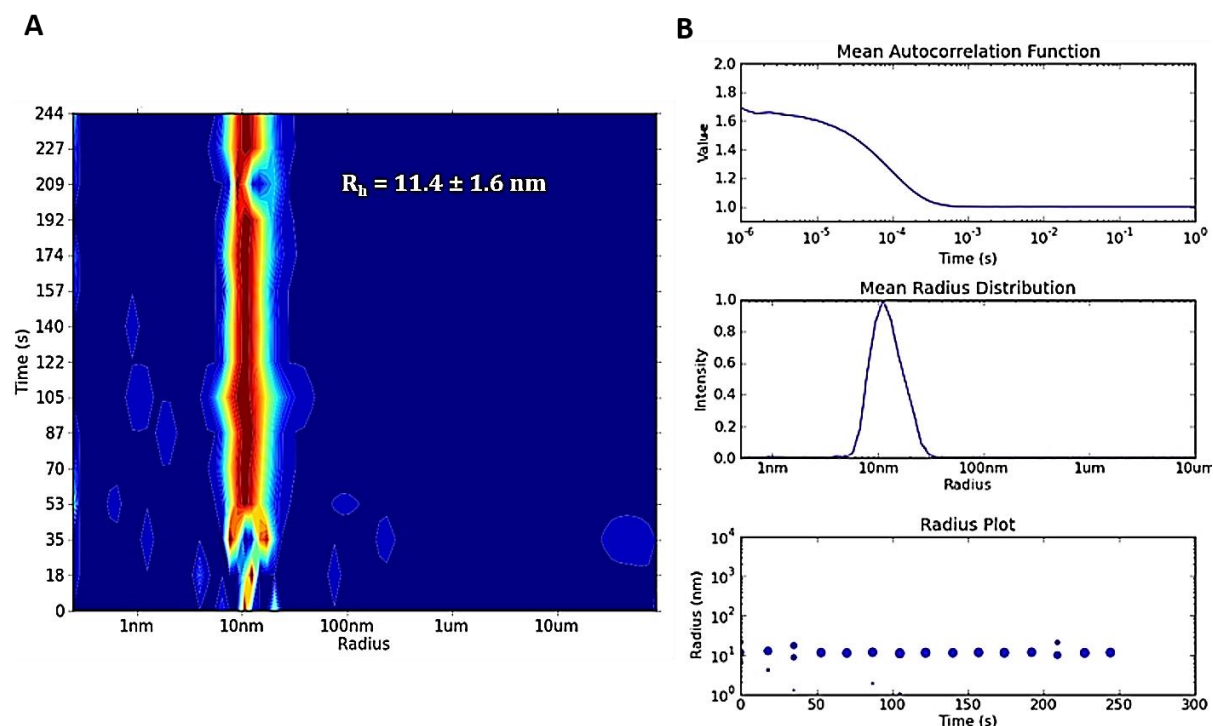 A
244
227
209
192
174
157
140
122
105
87
70
53
35
18
0
Time (s)
R_h = 11.4 ± 1.6 nm
1nm
10nm
100nm
1um
10um
Radius
B
Mean Autocorrelation Function
2.0
1.8
1.6
1.4
1.2
1.0
Value
10^-6
10^-5
10^-4
10^-3
10^-2
10^-1
10^0
Time (s)
Mean Radius Distribution
1.0
0.8
0.6
0.4
0.2
0.0
Intensity
1nm
10nm
100nm
1um
10um
Radius
Radius Plot
10^4
10^3
10^2
10^1
10^0
Radius (nm)
0
50
100
150
200
250
300
Time (s)